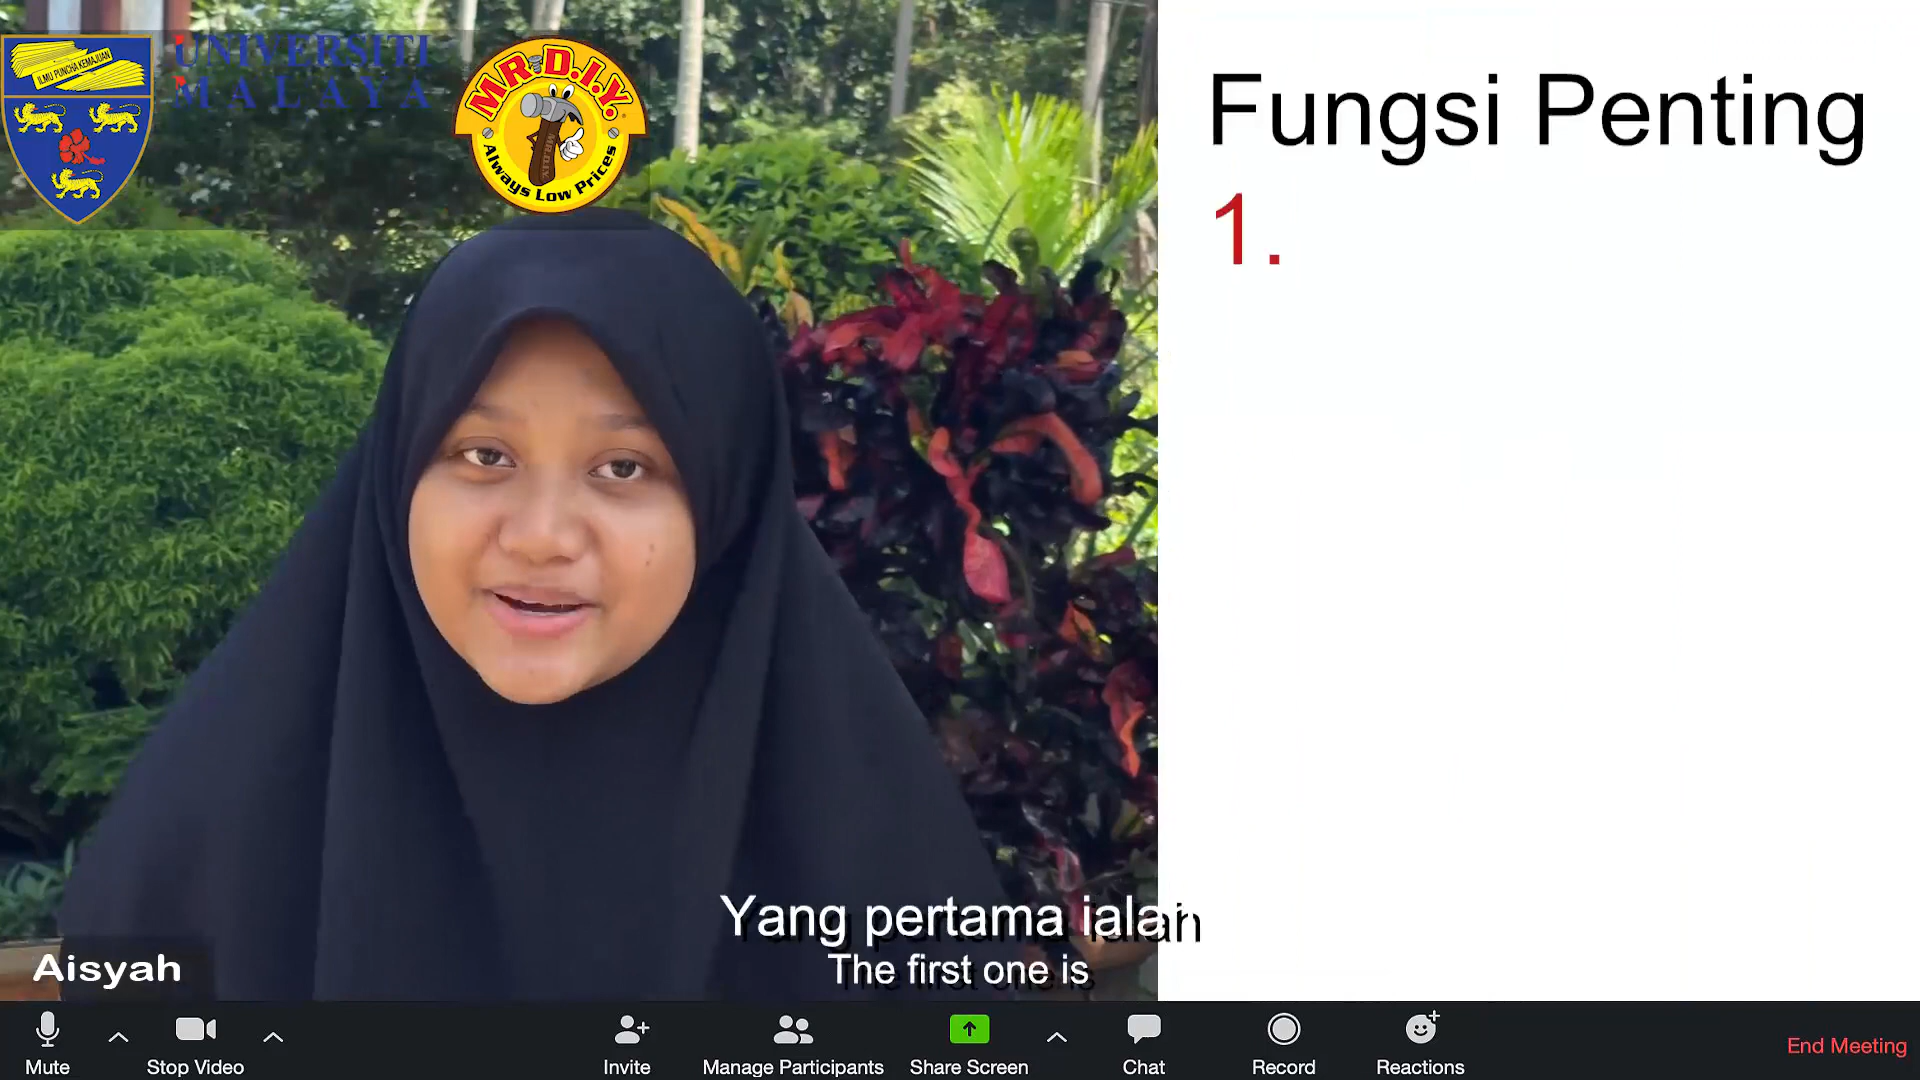 ILMU PUNCHA KEMAJUAN
UNIVERSITI
MALAYA
MR. D.I.Y.
MR.D.I.Y.
Always Low Prices
Fungsi Penting
1.
Yang pertama ialah
The first one is
Aisyah
Mute
Stop Video
Invite
Manage Participants
Share Screen
Chat
Record
Reactions
End Meeting